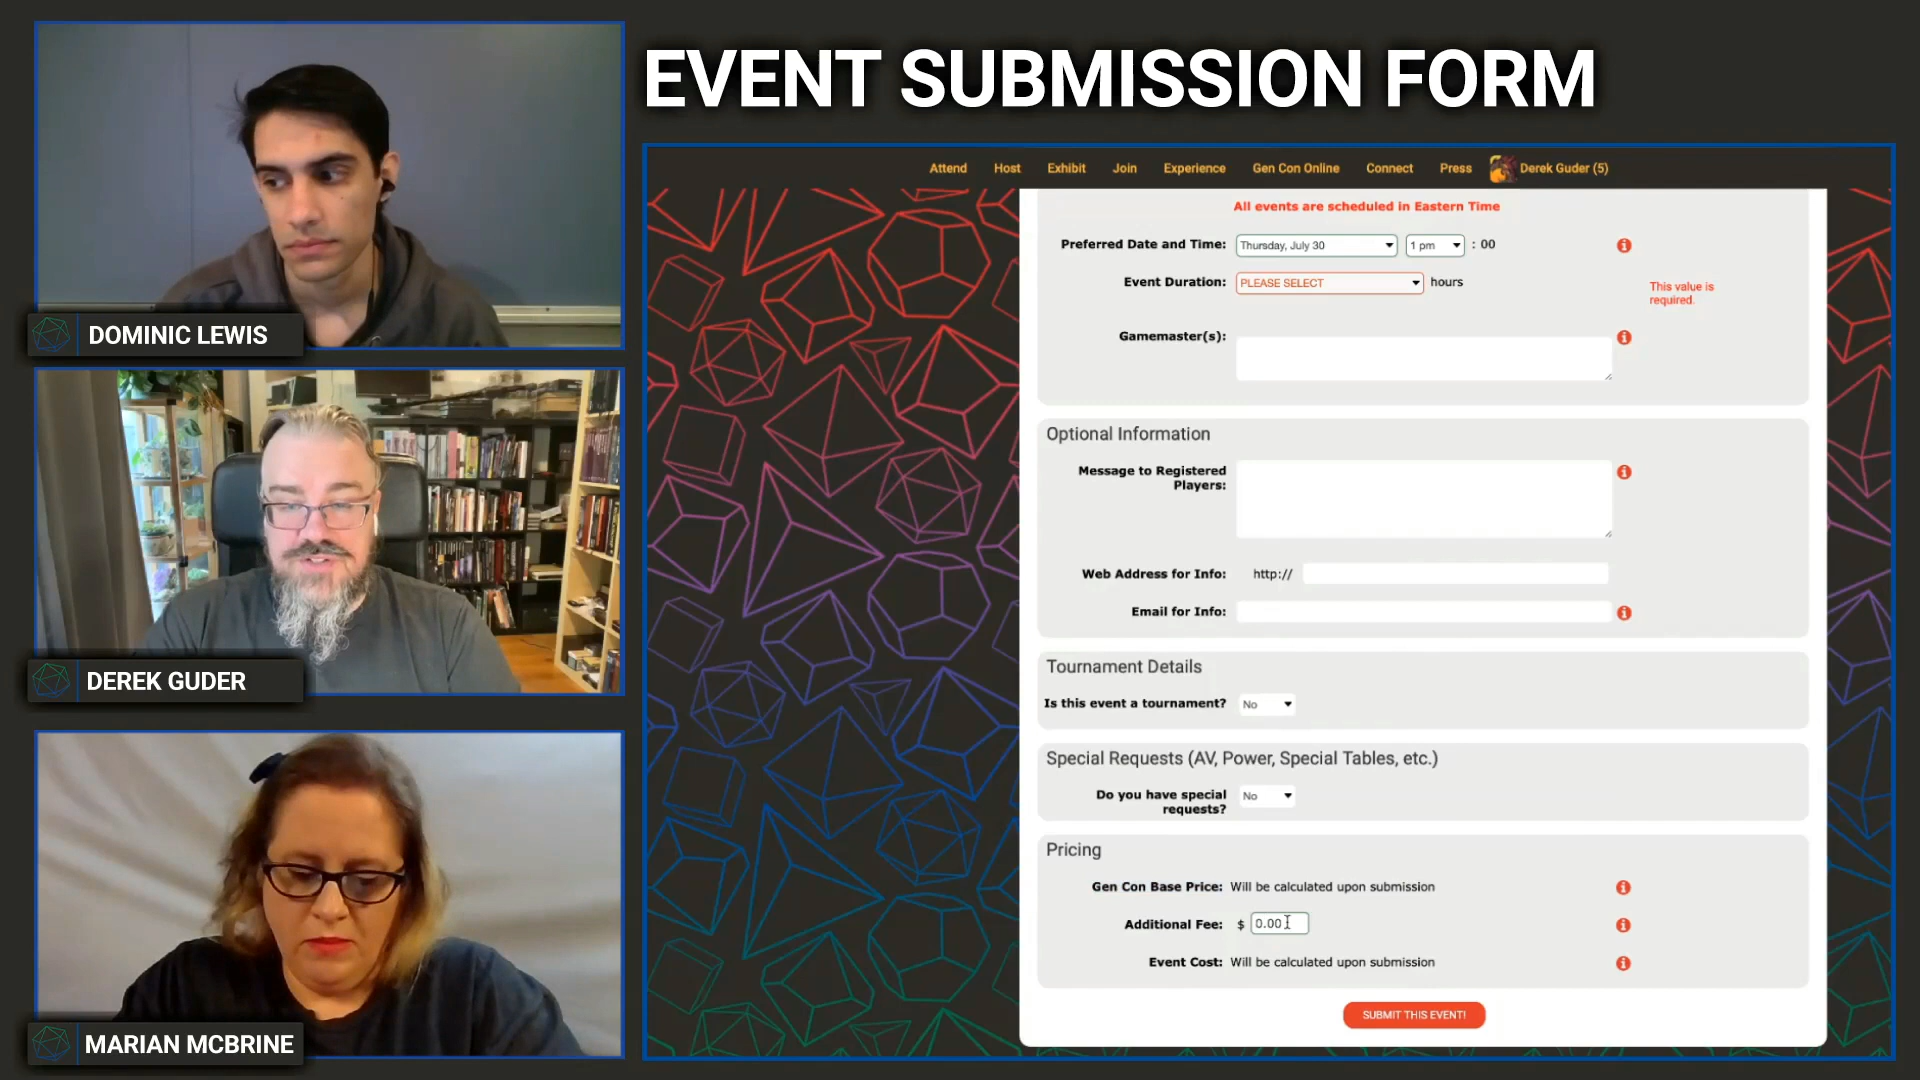 EVENT SUBMISSION FORM
DOMINIC LEWIS
DEREK GUDER
MARIAN MCBRINE
Attend Host Exhibit Join Experience Gen Con Online Connect Press Derek Guder (5)
All events are scheduled in Eastern Time
Preferred Date and Time: Thursday, July 30 1 pm : 00
Event Duration: PLEASE SELECT hours
This value is
required.
Gamemaster(s):
Optional Information
Message to Registered
Players:
Web Address for Info: http://
Email for Info:
Tournament Details
Is this event a tournament? No
Special Requests (AV, Power, Special Tables, etc.)
Do you have special
requests? No
Pricing
Gen Con Base Price: Will be calculated upon submission
Additional Fee: $ 0.00
Event Cost: Will be calculated upon submission
SUBMIT THIS EVENT!